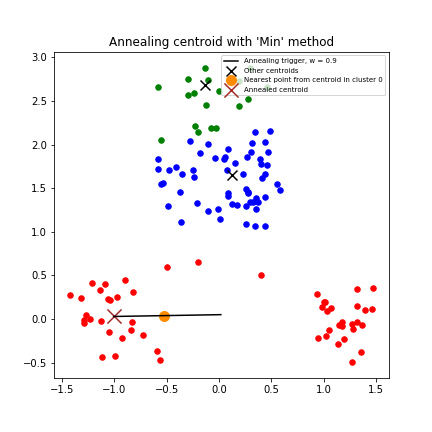 Annealing centroid with 'Min' method
Annealing trigger, w = 0.9
Other centroids
Nearest point from centroid in cluster 0
Annealed centroid
3.0
2.5
2.0
1.5
1.0
0.5
0.0
−0.5
−1.5 −1.0 −0.5 0.0 0.5 1.0 1.5